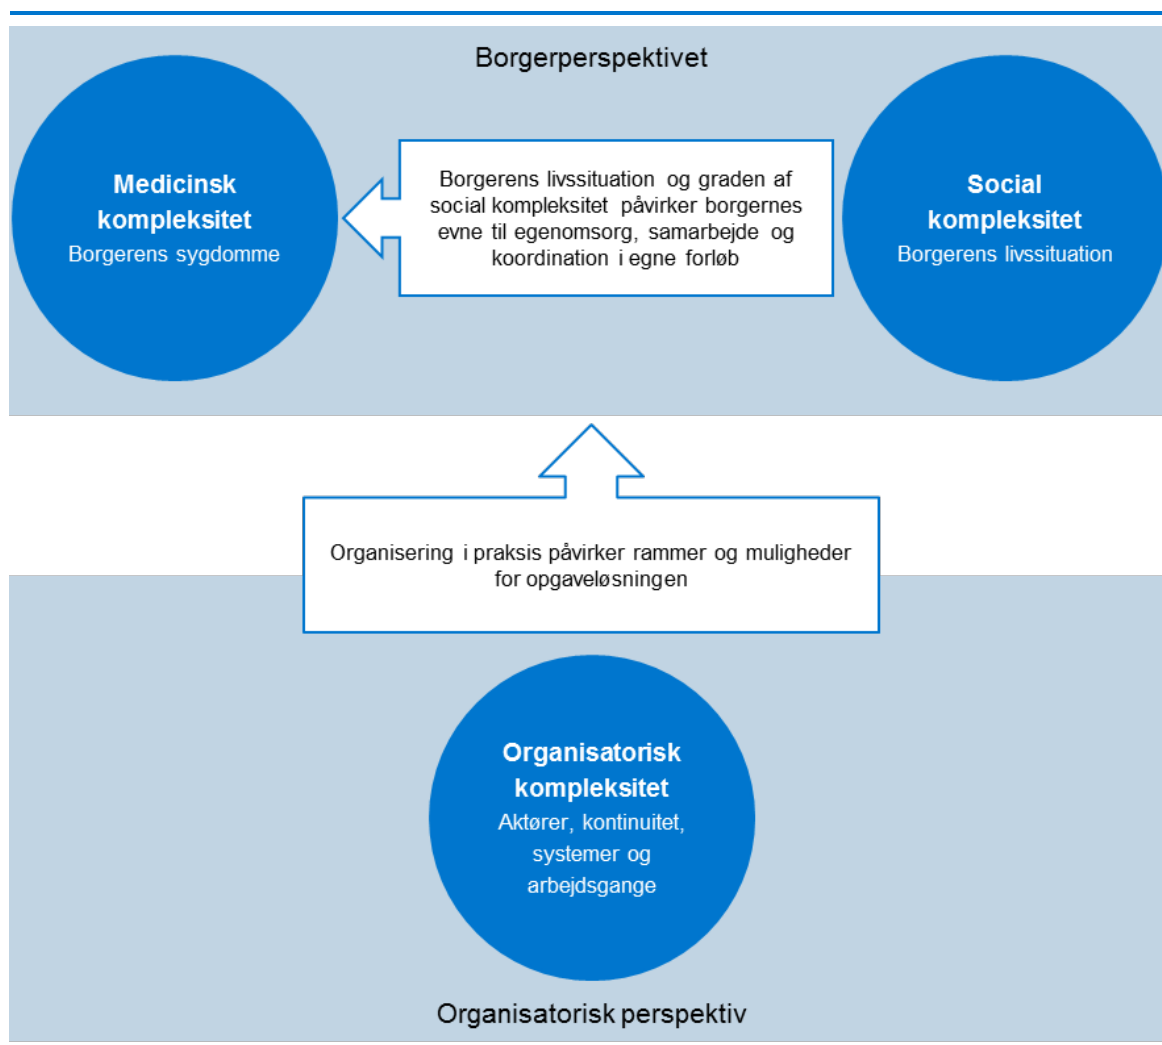 Borgerperspektivet
Medicinsk
kompleksitet
Borgerens sygdomme
Borgerens livssituation og graden af
social kompleksitet påvirker borgernes
evne til egenomsorg, samarbejde og
koordination i egne forløb
Social
kompleksitet
Borgerens livssituation
Organisering i praksis påvirker rammer og muligheder
for opgaveløsningen
Organisatorisk
kompleksitet
Aktører, kontinuitet,
systemer og
arbejdsgange
Organisatorisk perspektiv